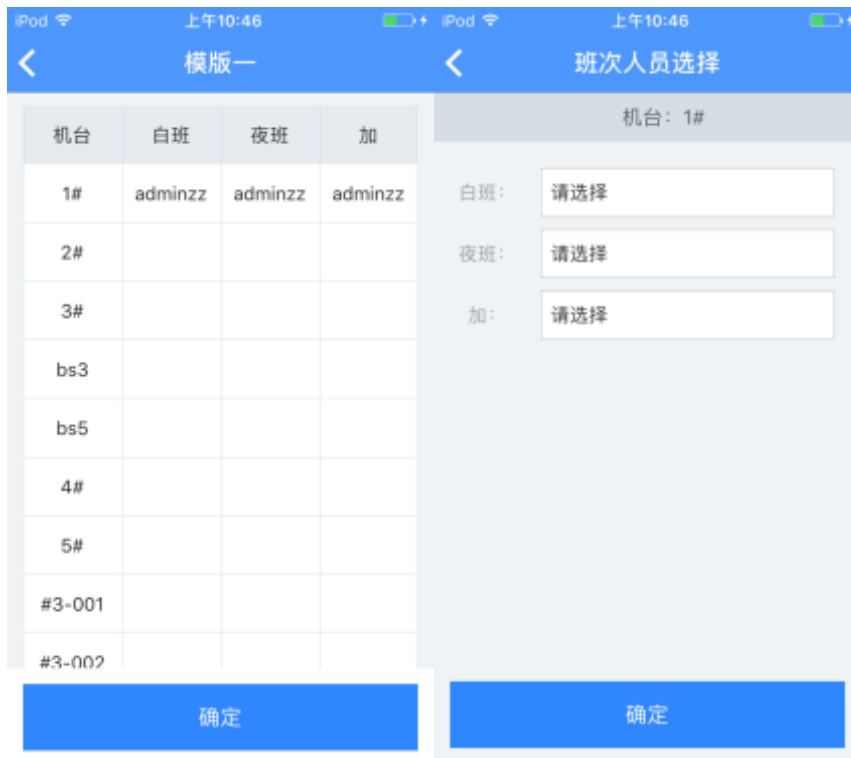 iPod 上午10:46
模版一
机台 白班 夜班 加
1# adminzz adminzz adminzz
2#
3#
bs3
bs5
4#
5#
#3-001
#3-002
确定
iPod 上午10:46
班次人员选择
机台：1#
白班： 请选择
夜班： 请选择
加： 请选择
确定